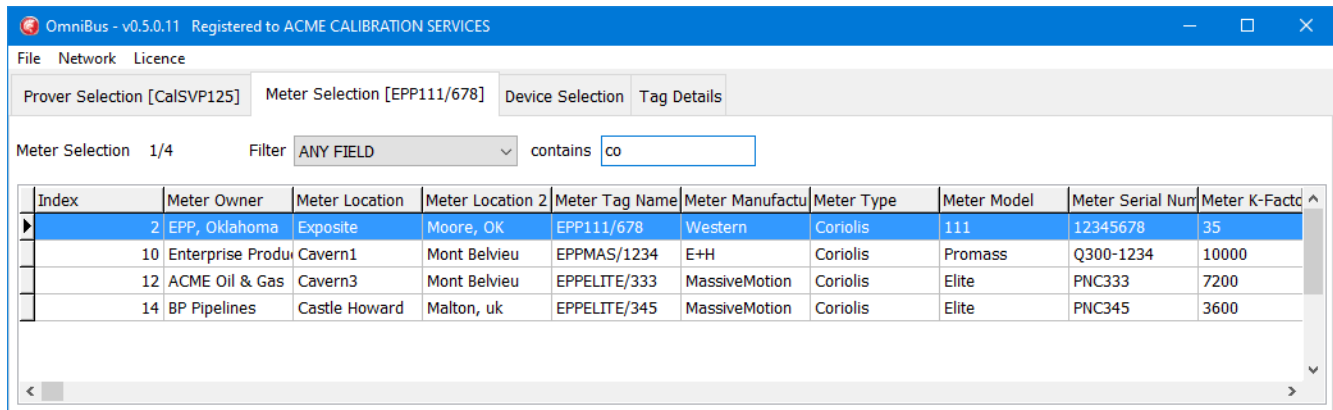 OmniBus - v0.5.0.11 Registered to ACME CALIBRATION SERVICES
File Network Licence
Prover Selection [CalSVP125] Meter Selection [EPP111/678] Device Selection Tag Details
Meter Selection 1/4 Filter ANY FIELD contains co
Index Meter Owner Meter Location Meter Location 2 Meter Tag Name Meter Manufactu Meter Type Meter Model Meter Serial Num Meter K-Facto
2 EPP, Oklahoma Exposite Moore, OK EPP111/678 Western Coriolis 111 12345678 35
10 Enterprise Produ Cavern1 Mont Belvieu EPPMAS/1234 E+H Coriolis Promass Q300-1234 10000
12 ACME Oil & Gas Cavern3 Mont Belvieu EPPELITE/333 MassiveMotion Coriolis Elite PNC333 7200
14 BP Pipelines Castle Howard Malton, uk EPPELITE/345 MassiveMotion Coriolis Elite PNC345 3600